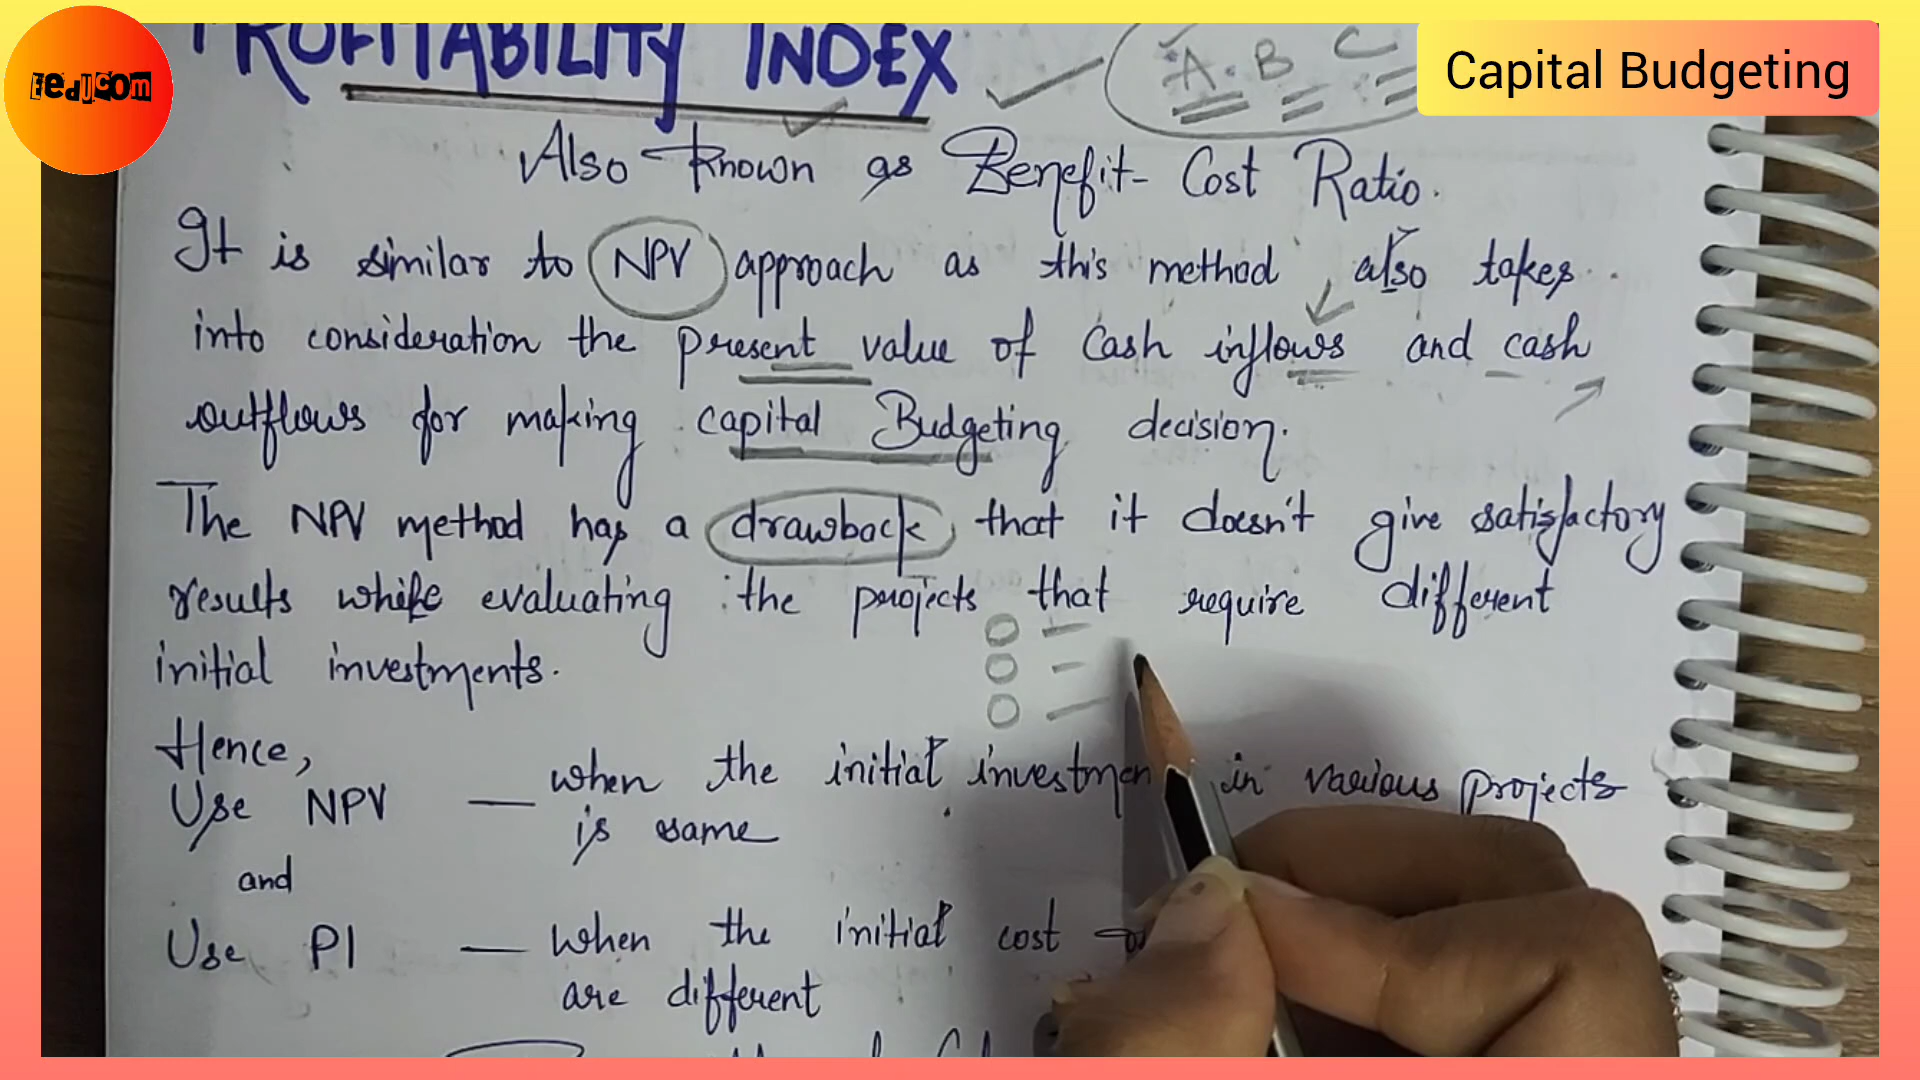 EeduCom
Capital Budgeting
PROFITABILITY INDEX
A. B C
Also known as Benefit- Cost Ratio.
It is similar to NPV approach as this method also takes
into consideration the present value of Cash inflows and cash
outflows for making capital Budgeting decision.
The NPV method has a drawback that it doesn't give satisfactory
results while evaluating the projects that require different
initial investments.
Hence,
Use NPV — when the initial investmen in various projects
is same
and
Use PI — when the initial cost
are different